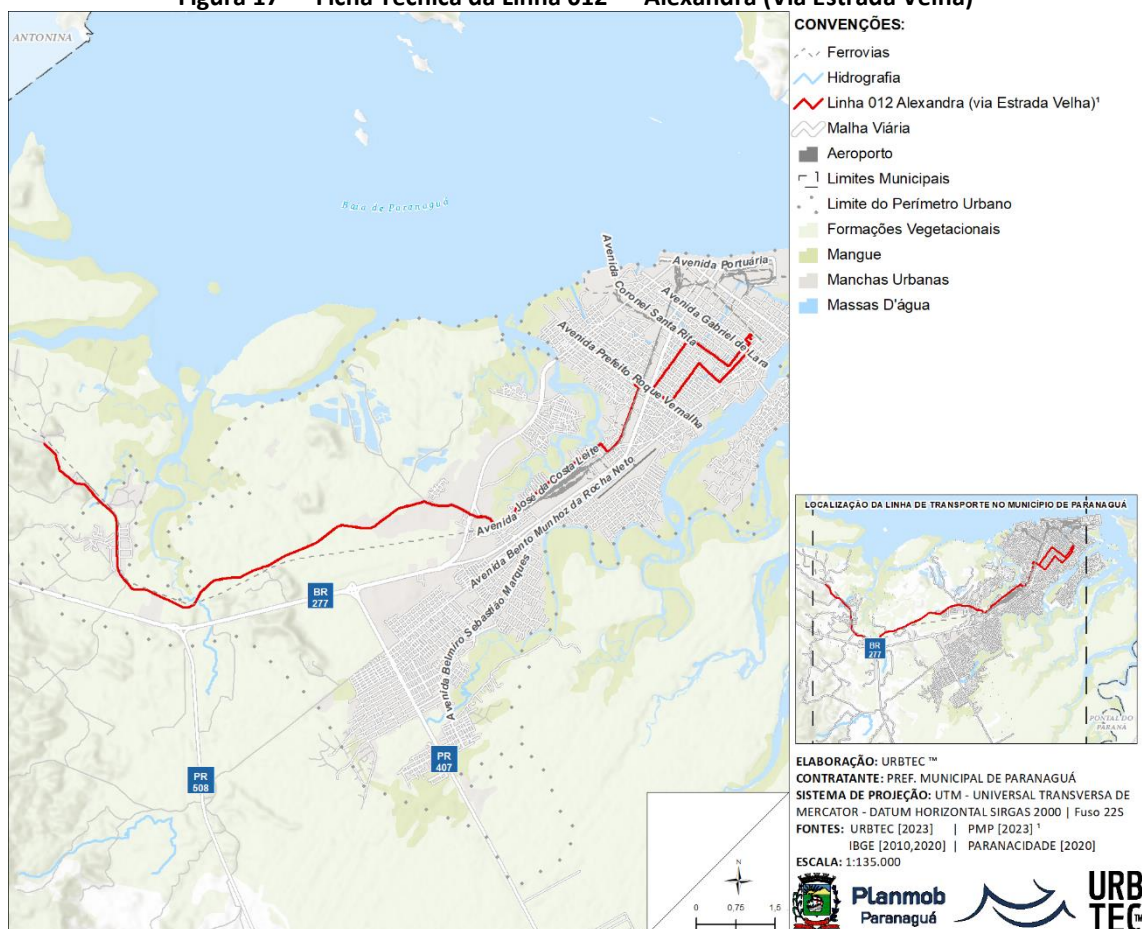 Figura 17 — Ficha Técnica da Linha 012 — Alexandra (via Estrada Velha)
CONVENÇÕES:
Ferrovias
Hidrografia
Linha 012 Alexandra (via Estrada Velha)¹
Malha Viária
Aeroporto
Limites Municipais
Limite do Perímetro Urbano
Formações Vegetacionais
Mangue
Manchas Urbanas
Massas D'água
ANTONINA
Baia de Paranaguá
Avenida Portuária
Avenida Coronel Santa Rita
Avenida Gabriel de Lara
Avenida Prefeito Roque Vernalha
Avenida José da Costa Leite
Avenida Bento Munhoz da Rocha Neto
Avenida Belmiro Sebastião Marques
BR
277
PR
407
PR
508
N
0 0,75 1,5
LOCALIZAÇÃO DA LINHA DE TRANSPORTE NO MUNICÍPIO DE PARANAGUÁ
BR
277
PONTAL DO
PARANÁ
ELABORAÇÃO: URBTEC ™
CONTRATANTE: PREF. MUNICIPAL DE PARANAGUÁ
SISTEMA DE PROJEÇÃO: UTM - UNIVERSAL TRANSVERSA DE
MERCATOR - DATUM HORIZONTAL SIRGAS 2000 | Fuso 22S
FONTES: URBTEC [2023] | PMP [2023] ¹
IBGE [2010,2020] | PARANACIDADE [2020]
ESCALA: 1:135.000
Planmob
Paranaguá
URB
TEC™